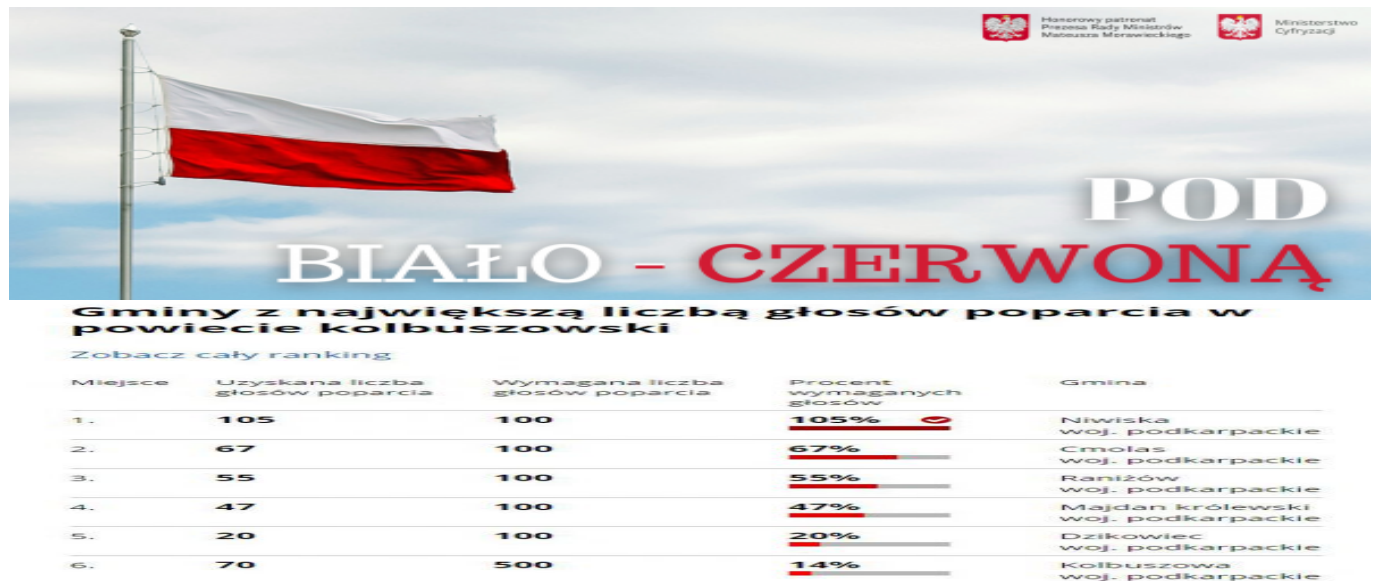 Honorowy patronat
Prezesa Rady Ministrów
Mateusza Morawieckiego
Ministerstwo
Cyfryzacji
POD
BIAŁO - CZERWONĄ
Gminy z największą liczbą głosów poparcia w
powiecie kolbuszowski
Zobacz cały ranking
Miejsce Uzyskana liczba głosów poparcia Wymagana liczba głosów poparcia Procent wymaganych głosów Gmina
1. 105 100 105% Niwiska
woj. podkarpackie
2. 67 100 67% Cmolas
woj. podkarpackie
3. 55 100 55% Raniżów
woj. podkarpackie
4. 47 100 47% Majdan królewski
woj. podkarpackie
5. 20 100 20% Dzikowiec
woj. podkarpackie
6. 70 500 14% Kolbuszowa
woj. podkarpackie